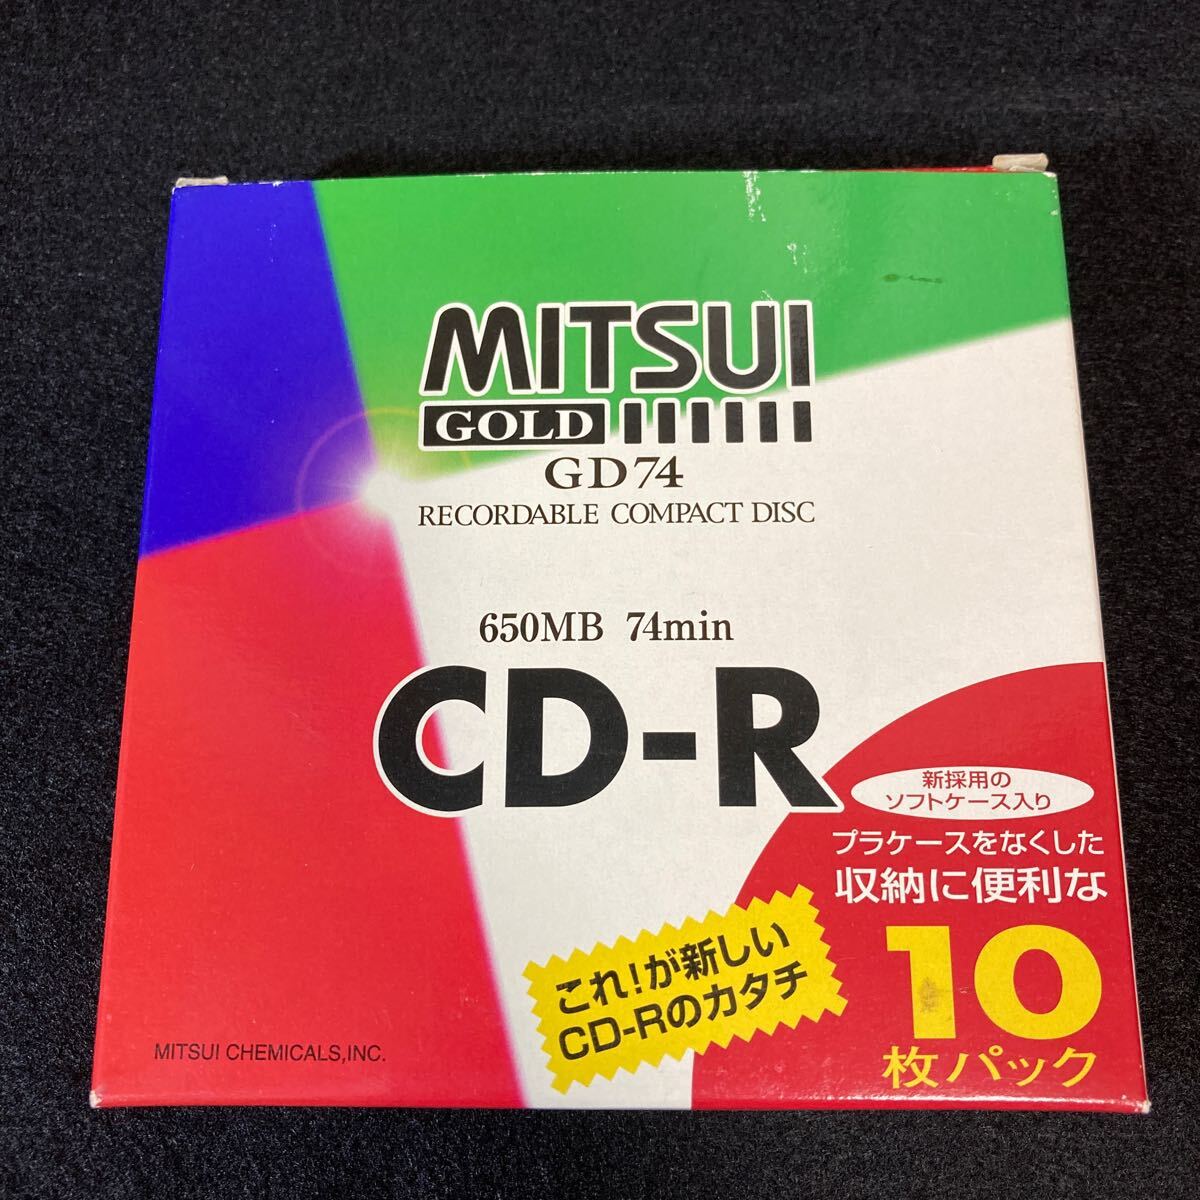 MITSUI
GOLD
GD74
RECORDABLE COMPACT DISC
650MB 74min
CD-R
新採用の
ソフトケース入り
プラケースをなくした
収納に便利な
10
枚パック
これ!が新しい
CD-Rのカタチ
MITSUI CHEMICALS,INC.